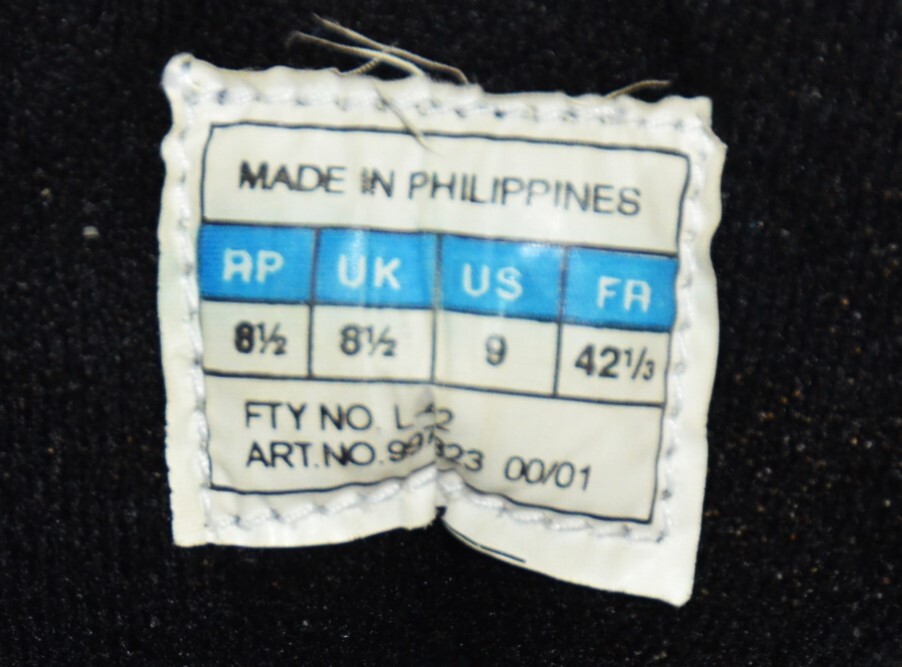 MADE IN PHILIPPINES
AP UK US FR
8½ 8½ 9 42⅓
FTY NO.
ART.NO. 00/01